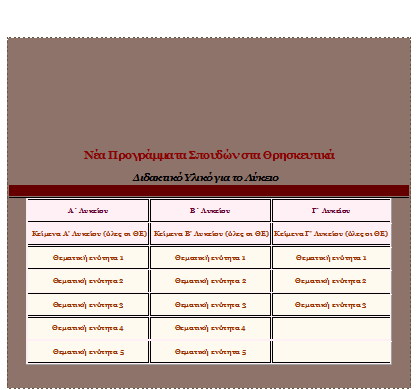 Νέα Προγράμματα Σπουδών στα Θρησκευτικά
Διδακτικό Υλικό για το Λύκειο
Α΄ Λυκείου Β΄ Λυκείου Γ΄ Λυκείου
Κείμενα Α' Λυκείου (όλες οι ΘΕ) Κείμενα Β' Λυκείου (όλες οι ΘΕ) Κείμενα Γ' Λυκείου (όλες οι ΘΕ)
Θεματική ενότητα 1 Θεματική ενότητα 1 Θεματική ενότητα 1
Θεματική ενότητα 2 Θεματική ενότητα 2 Θεματική ενότητα 2
Θεματική ενότητα 3 Θεματική ενότητα 3 Θεματική ενότητα 3
Θεματική ενότητα 4 Θεματική ενότητα 4
Θεματική ενότητα 5 Θεματική ενότητα 5